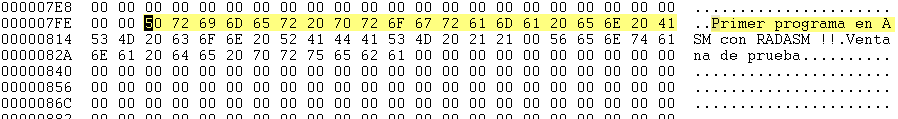 000007E8 00 00 00 00 00 00 00 00 00 00 00 00 00 00 00 00 00 00 00 00 00 00 ......................
000007FE 00 00 50 72 69 6D 65 72 20 70 72 6F 67 72 61 6D 61 20 65 6E 20 41 ..Primer programa en A
00000814 53 4D 20 63 6F 6E 20 52 41 44 41 53 4D 20 21 21 00 56 65 6E 74 61 SM con RADASM !!.Venta
0000082A 6E 61 20 64 65 20 70 72 75 65 62 61 00 00 00 00 00 00 00 00 00 00 na de prueba..........
00000840 00 00 00 00 00 00 00 00 00 00 00 00 00 00 00 00 00 00 00 00 00 00 ......................
00000856 00 00 00 00 00 00 00 00 00 00 00 00 00 00 00 00 00 00 00 00 00 00 ......................
0000086C 00 00 00 00 00 00 00 00 00 00 00 00 00 00 00 00 00 00 00 00 00 00 ......................